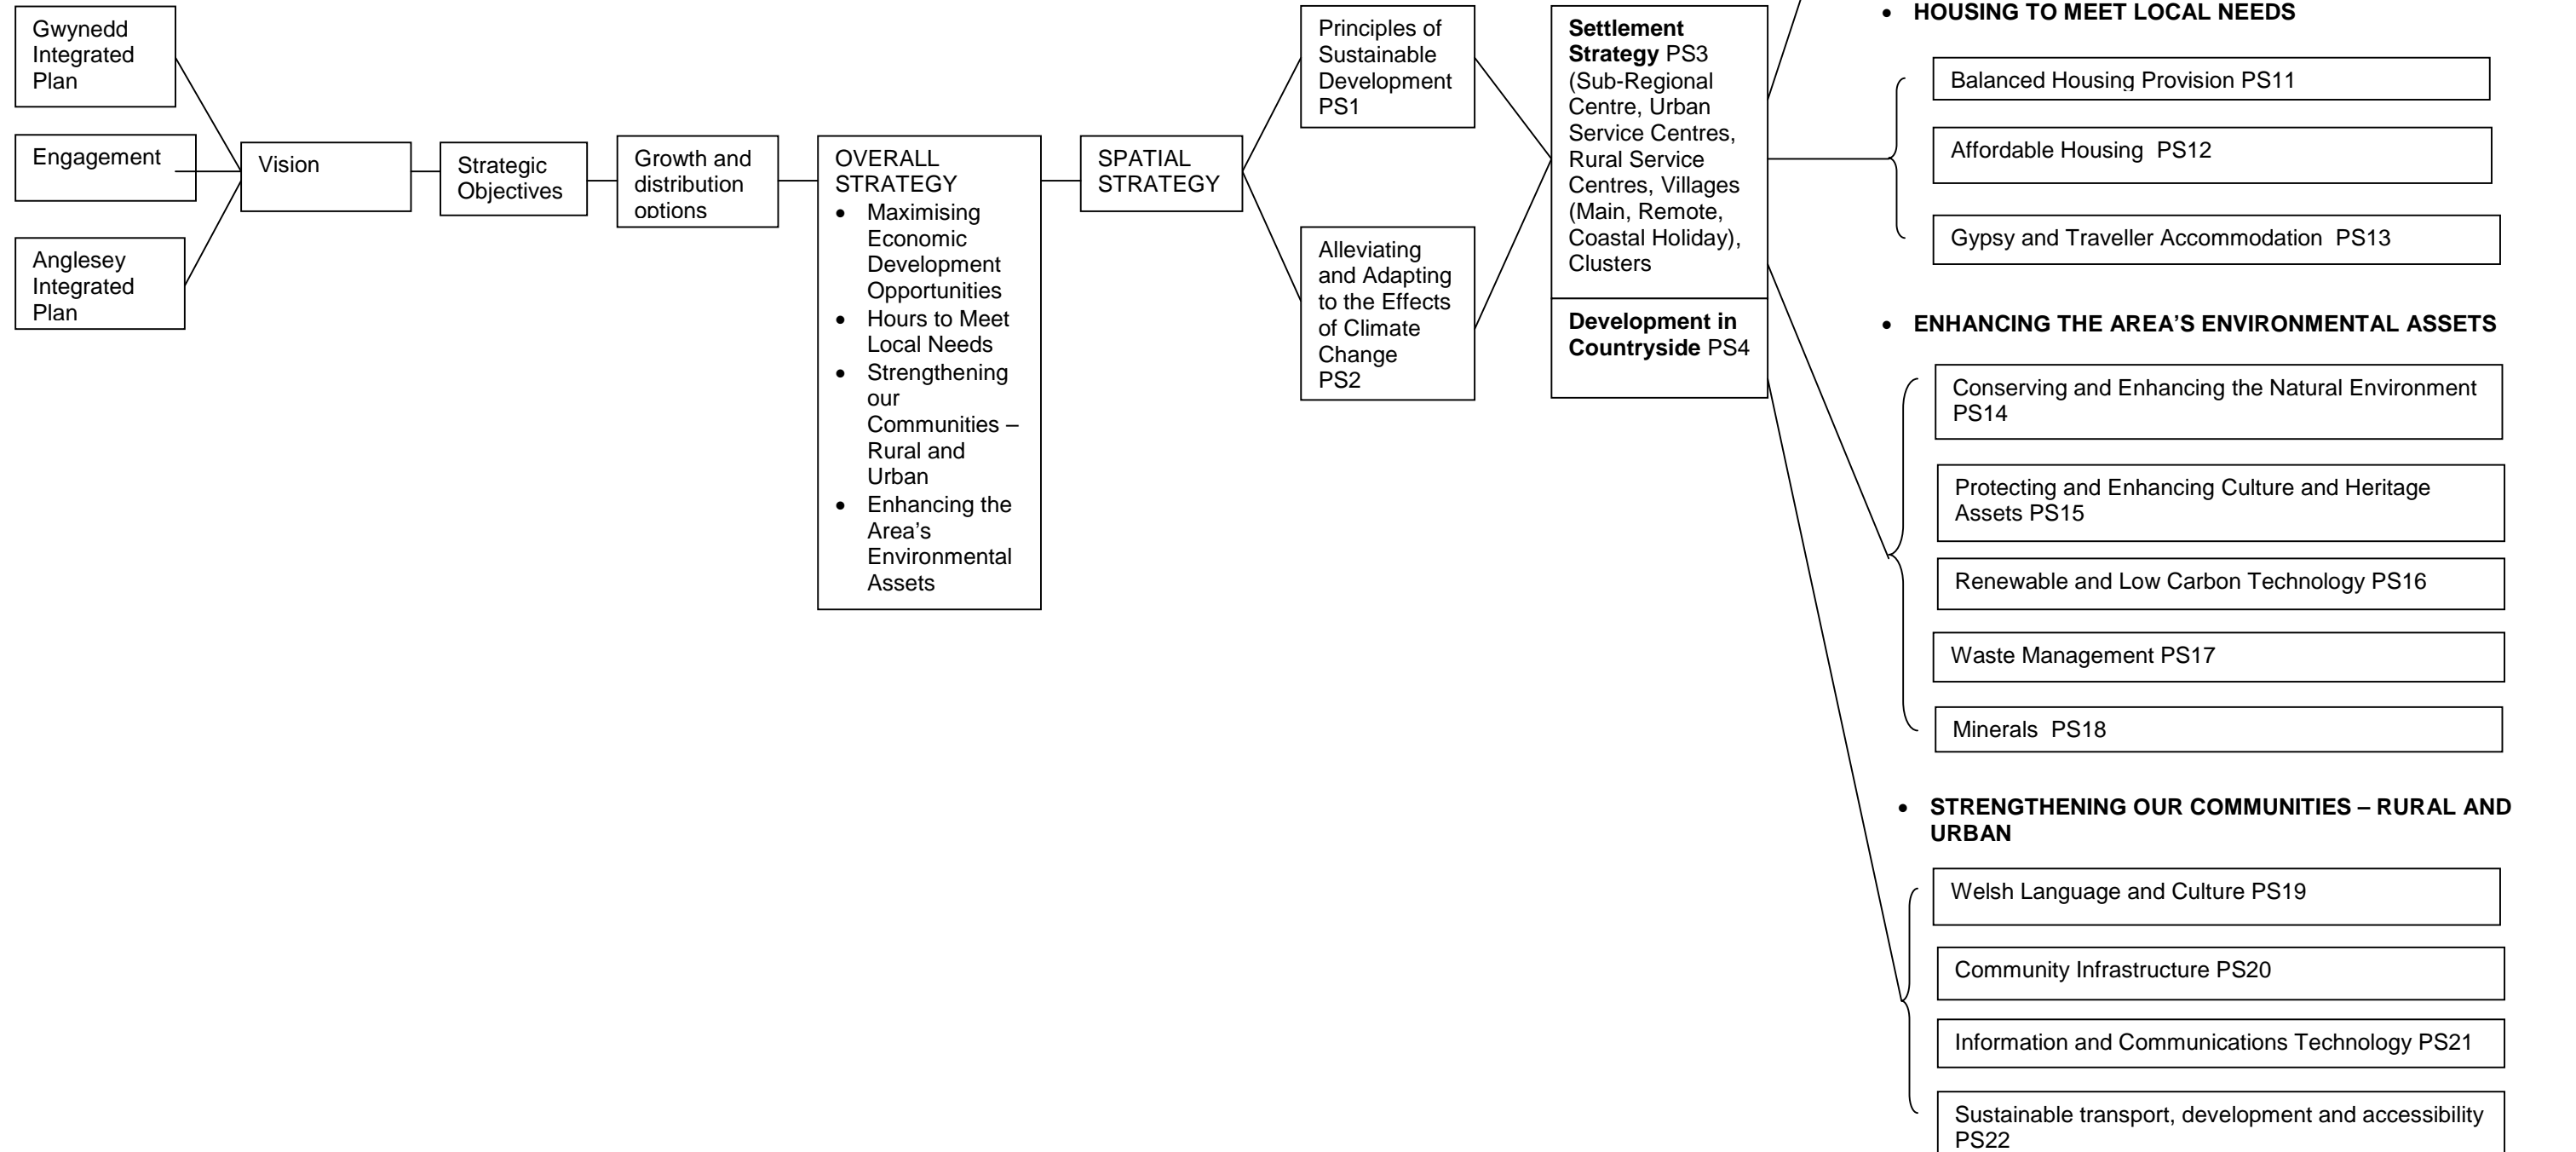 Gwynedd
Integrated
Plan
Engagement
Anglesey
Integrated
Plan
Vision
Strategic
Objectives
Growth and
distribution
options
OVERALL
STRATEGY
• Maximising
Economic
Development
Opportunities
• Hours to Meet
Local Needs
• Strengthening
our
Communities –
Rural and
Urban
• Enhancing the
Area’s
Environmental
Assets
SPATIAL
STRATEGY
Principles of
Sustainable
Development
PS1
Alleviating
and Adapting
to the Effects
of Climate
Change
PS2
Settlement
Strategy PS3
(Sub-Regional
Centre, Urban
Service Centres,
Rural Service
Centres, Villages
(Main, Remote,
Coastal Holiday),
Clusters
Development in
Countryside PS4
• HOUSING TO MEET LOCAL NEEDS
Balanced Housing Provision PS11
Affordable Housing  PS12
Gypsy and Traveller Accommodation  PS13
• ENHANCING THE AREA’S ENVIRONMENTAL ASSETS
Conserving and Enhancing the Natural Environment
PS14
Protecting and Enhancing Culture and Heritage
Assets PS15
Renewable and Low Carbon Technology PS16
Waste Management PS17
Minerals  PS18
• STRENGTHENING OUR COMMUNITIES – RURAL AND
URBAN
Welsh Language and Culture PS19
Community Infrastructure PS20
Information and Communications Technology PS21
Sustainable transport, development and accessibility
PS22